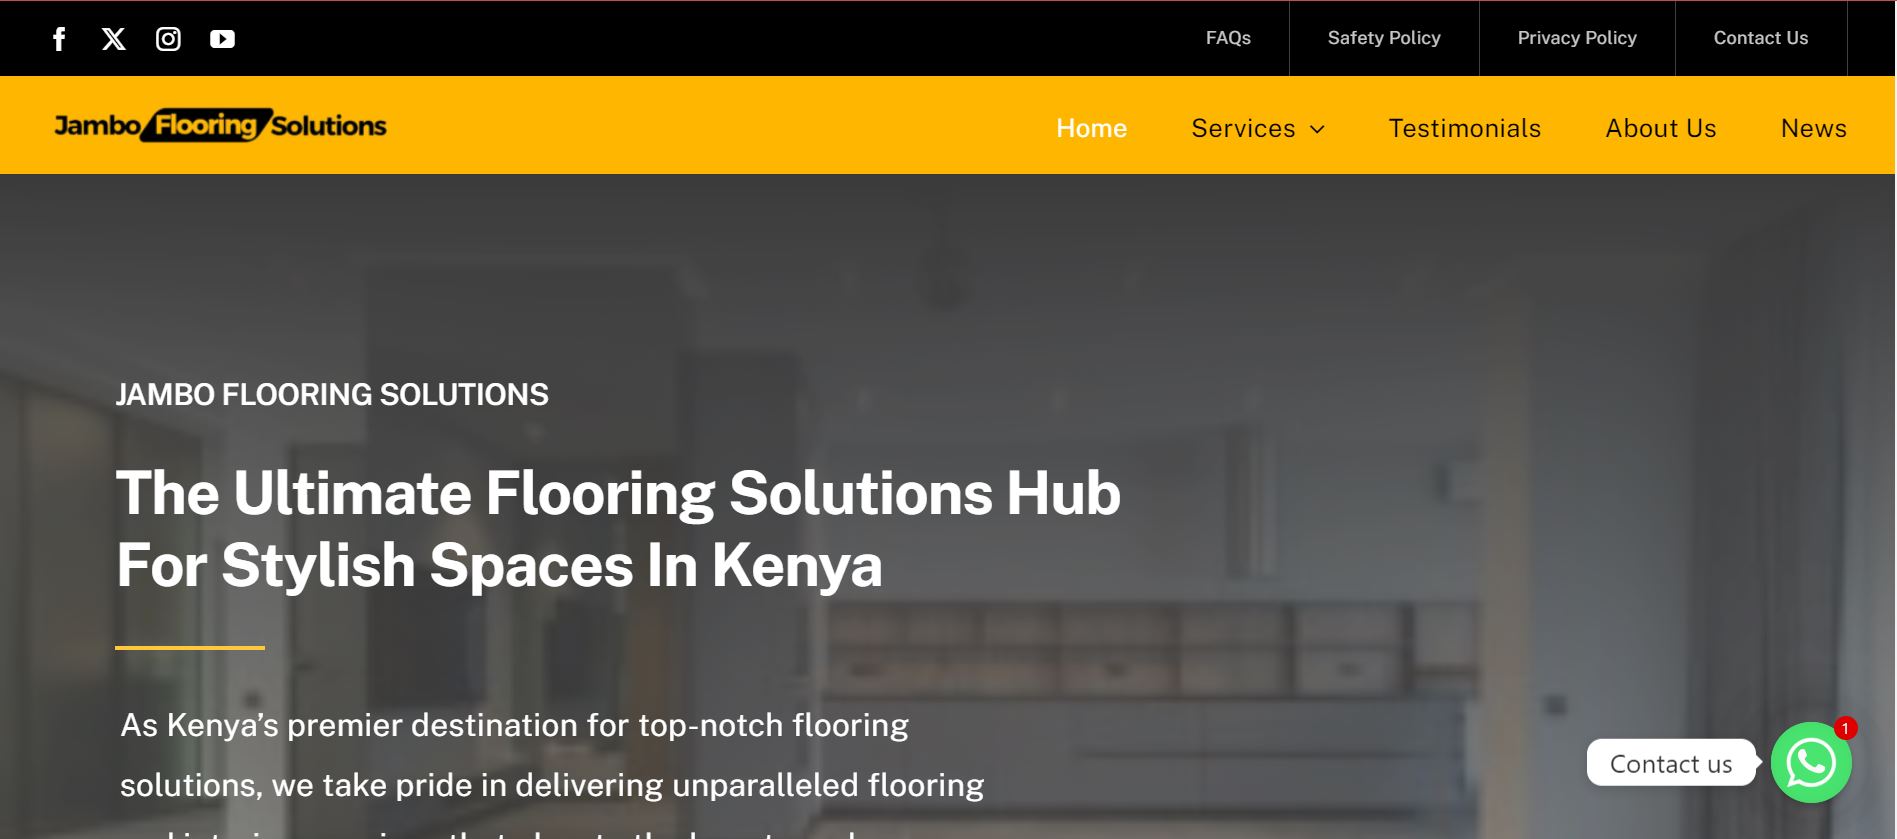 FAQs
Safety Policy
Privacy Policy
Contact Us
Jambo Flooring Solutions
Home
Services
Testimonials
About Us
News
JAMBO FLOORING SOLUTIONS
The Ultimate Flooring Solutions Hub
For Stylish Spaces In Kenya
As Kenya’s premier destination for top-notch flooring
solutions, we take pride in delivering unparalleled flooring
1
Contact us